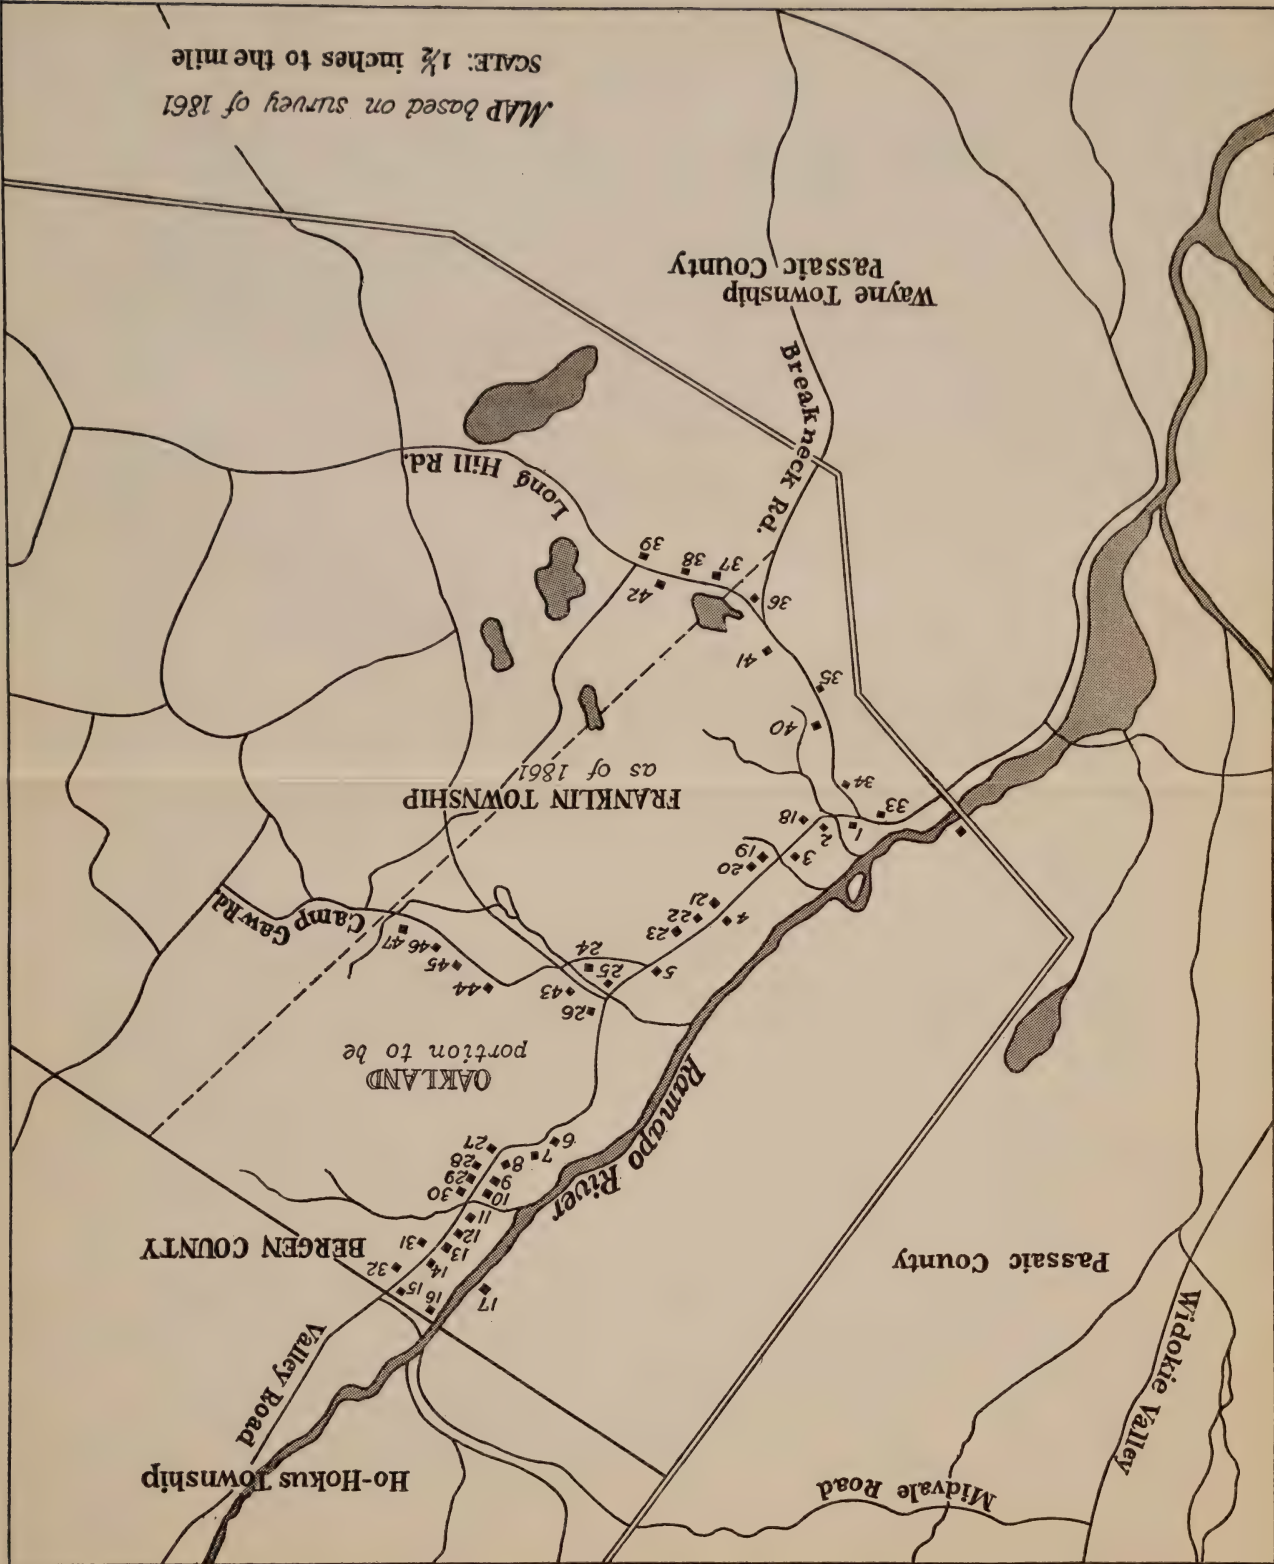 Midvale Road
Ho-Hokus Township
Widokie Valley
Valley Road
17
16
15
32
14
13
31
12
11
Passaic County
BERGEN COUNTY
10
30
9
29
8
28
7
27
6
Ramapo River
OAKLAND
portion to be
26
43
44
25
5
24
45
46
47
Camp Gaw Rd.
4
23
22
21
3
20
19
2
1
18
33
34
FRANKLIN TOWNSHIP
as of 1861
40
35
41
36
42
37
38
39
Breakneck Rd.
Long Hill Rd.
Wayne Township
Passaic County
MAP based on survey of 1861
SCALE: 1½ inches to the mile